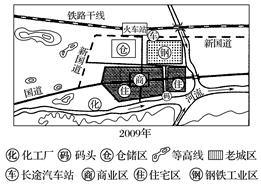 铁路干线
火车站
车
新国道
仓
钢
新国道
商
住
住
国道
化
码
河流
2009年
化 化工厂 码 码头 仓 仓储区 等高线 老城区
车 长途汽车站 商 商业区 住 住宅区 钢 钢铁工业区